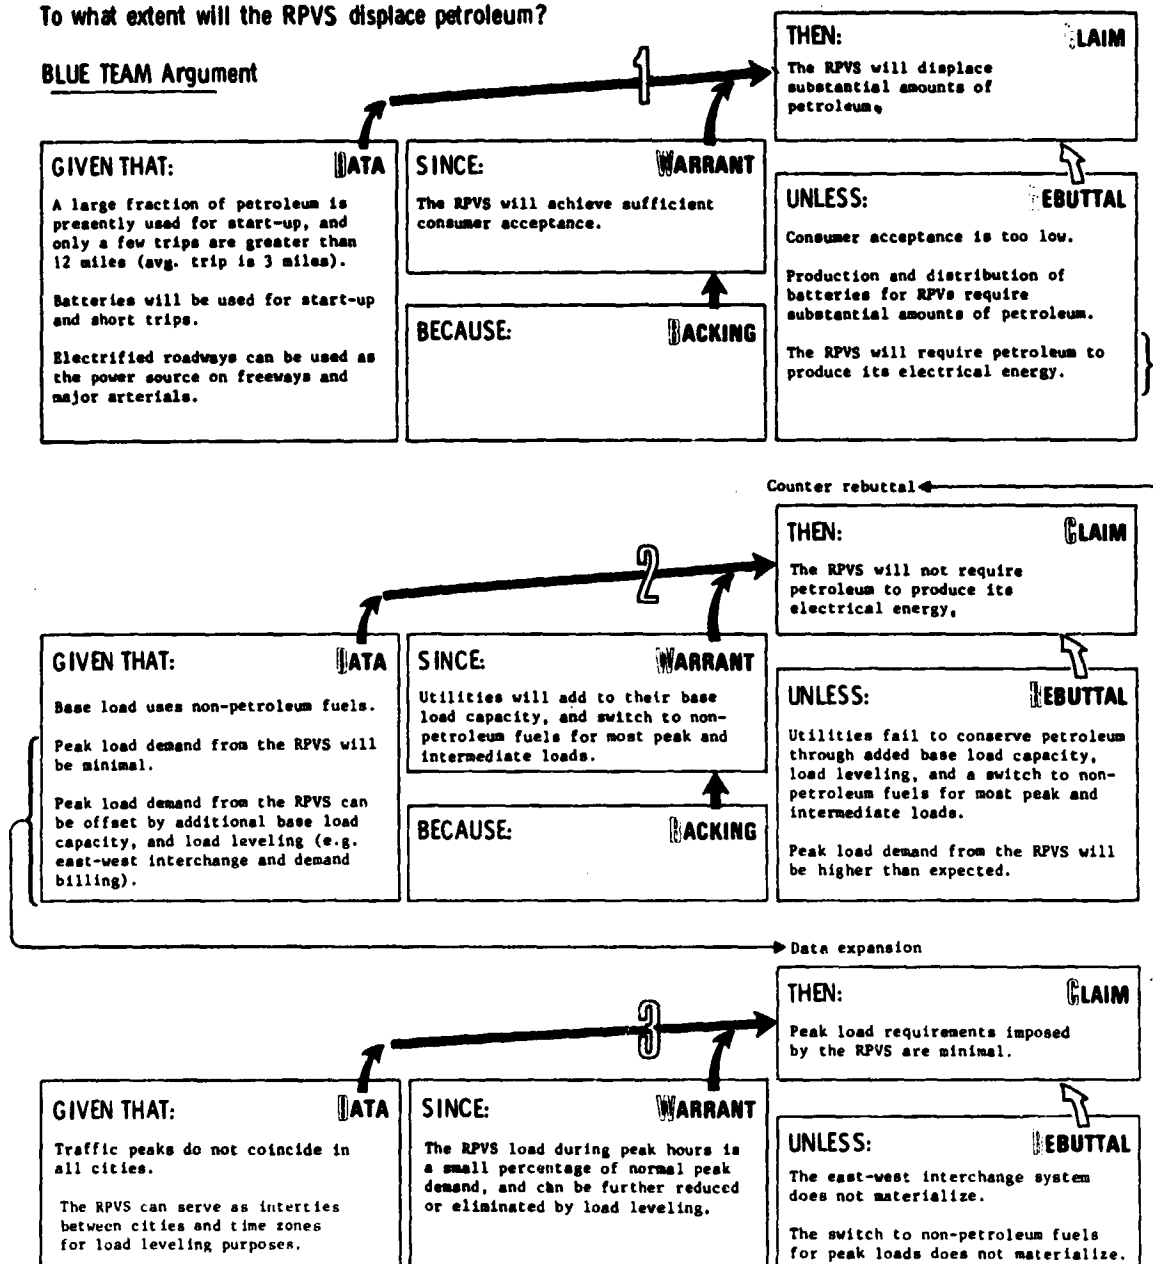 To what extent will the RPVS displace petroleum?
BLUE TEAM Argument
1
THEN: CLAIM
The RPVS will displace
substantial amounts of
petroleum.
GIVEN THAT: DATA
A large fraction of petroleum is
presently used for start-up, and
only a few trips are greater than
12 miles (avg. trip is 3 miles).
Batteries will be used for start-up
and short trips.
Electrified roadways can be used as
the power source on freeways and
major arterials.
SINCE: WARRANT
The RPVS will achieve sufficient
consumer acceptance.
BECAUSE: BACKING
UNLESS: REBUTTAL
Consumer acceptance is too low.
Production and distribution of
batteries for RPVs require
substantial amounts of petroleum.
The RPVS will require petroleum to
produce its electrical energy.
Counter rebuttal
2
THEN: CLAIM
The RPVS will not require
petroleum to produce its
electrical energy.
GIVEN THAT: DATA
Base load uses non-petroleum fuels.
Peak load demand from the RPVS will
be minimal.
Peak load demand from the RPVS can
be offset by additional base load
capacity, and load leveling (e.g.
east-west interchange and demand
billing).
SINCE: WARRANT
Utilities will add to their base
load capacity, and switch to non-
petroleum fuels for most peak and
intermediate loads.
BECAUSE: BACKING
UNLESS: REBUTTAL
Utilities fail to conserve petroleum
through added base load capacity,
load leveling, and a switch to non-
petroleum fuels for most peak and
intermediate loads.
Peak load demand from the RPVS will
be higher than expected.
Data expansion
3
THEN: CLAIM
Peak load requirements imposed
by the RPVS are minimal.
GIVEN THAT: DATA
Traffic peaks do not coincide in
all cities.
The RPVS can serve as interties
between cities and time zones
for load leveling purposes.
SINCE: WARRANT
The RPVS load during peak hours is
a small percentage of normal peak
demand, and can be further reduced
or eliminated by load leveling.
UNLESS: REBUTTAL
The east-west interchange system
does not materialize.
The switch to non-petroleum fuels
for peak loads does not materialize.